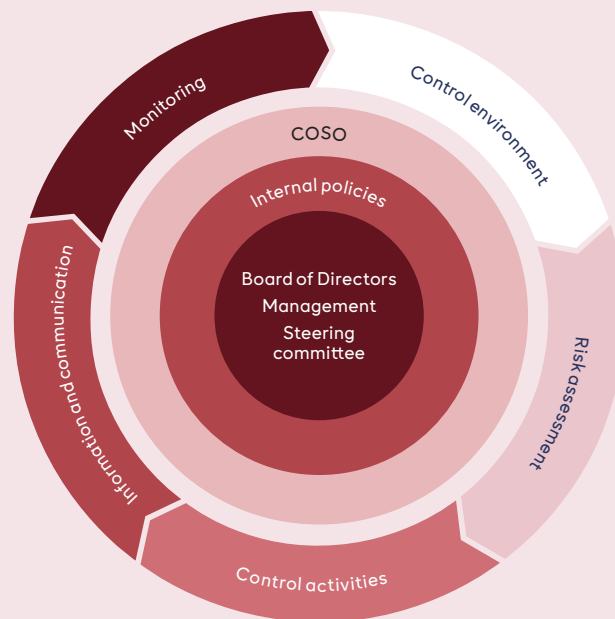 Monitoring
Control environment
COSO
Internal policies
Board of Directors
Management
Steering
committee
Information and communication
Risk assessment
Control activities